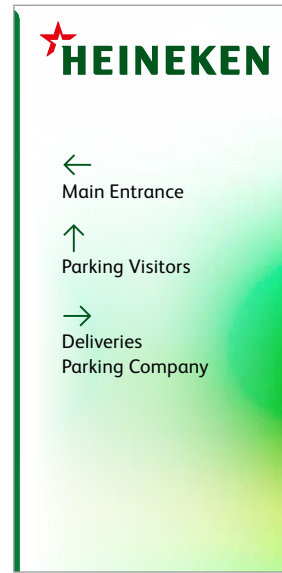 HEINEKEN
←
Main Entrance
↑
Parking Visitors
→
Deliveries
Parking Company